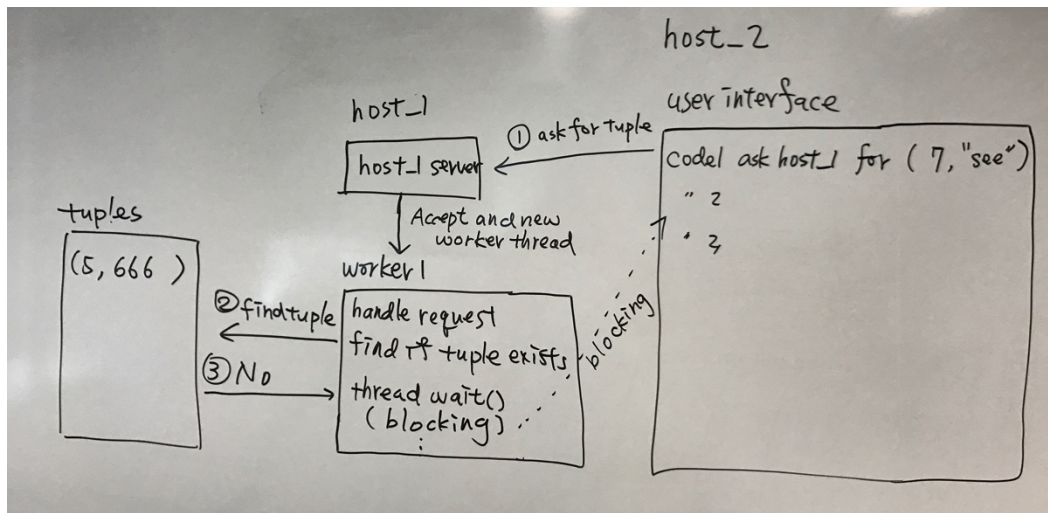 host_2
user interface
code1 ask host_1 for ( 7, "see")
" 2
" 3
① ask for tuple
host_1
host_1 server
Accept and new
worker thread
worker 1
handle request
find if tuple exists
thread wait()
(blocking)
blocking
② find tuple
③ No
tuples
(5, 666 )